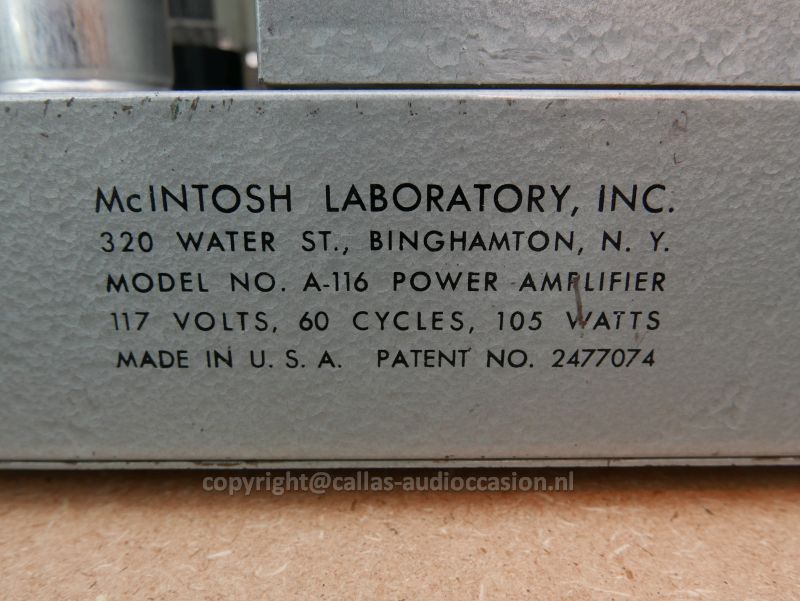 McINTOSH LABORATORY, INC.
320 WATER ST., BINGHAMTON, N. Y.
MODEL NO. A-116 POWER AMPLIFIER
117 VOLTS, 60 CYCLES, 105 WATTS
MADE IN U. S. A. PATENT NO. 2477074
copyright@callas-audioccasion.nl